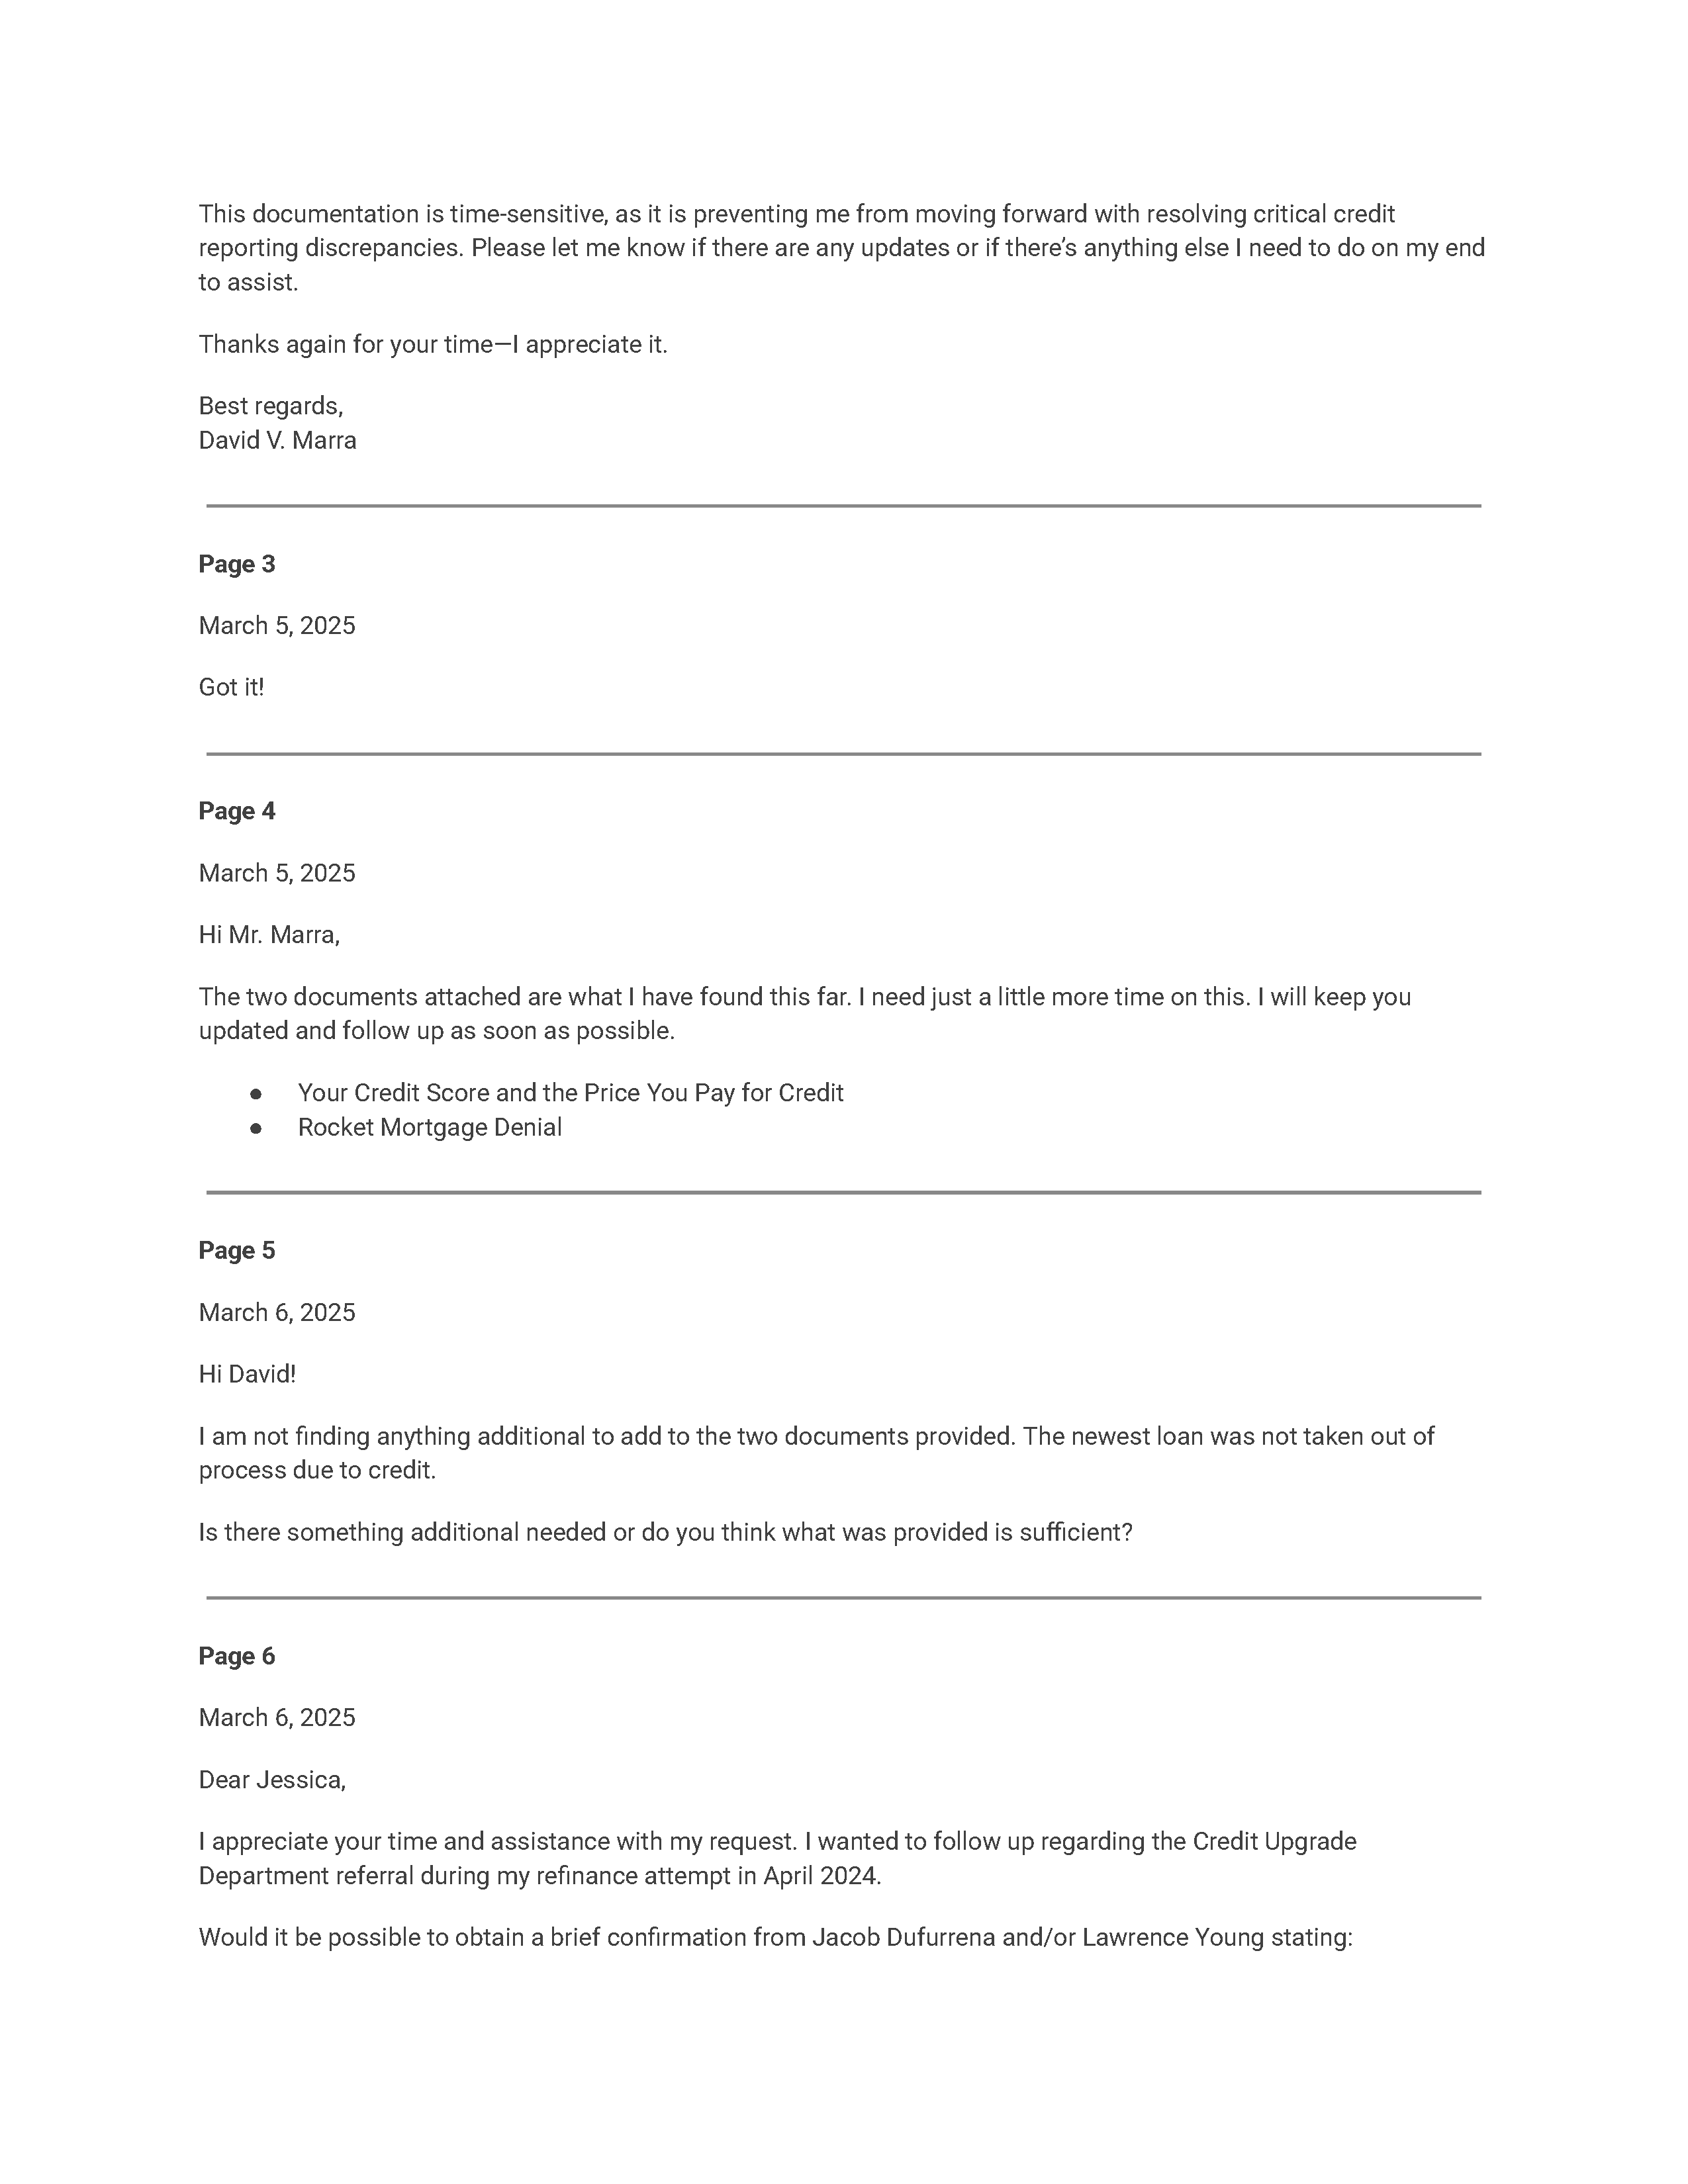 This documentation is time-sensitive, as it is preventing me from moving forward with resolving critical credit
reporting discrepancies. Please let me know if there are any updates or if there’s anything else I need to do on my end
to assist.
Thanks again for your time—I appreciate it.
Best regards,
David V. Marra
Page 3
March 5, 2025
Got it!
Page 4
March 5, 2025
Hi Mr. Marra,
The two documents attached are what I have found this far. I need just a little more time on this. I will keep you
updated and follow up as soon as possible.
● Your Credit Score and the Price You Pay for Credit
● Rocket Mortgage Denial
Page 5
March 6, 2025
Hi David!
I am not finding anything additional to add to the two documents provided. The newest loan was not taken out of
process due to credit.
Is there something additional needed or do you think what was provided is sufficient?
Page 6
March 6, 2025
Dear Jessica,
I appreciate your time and assistance with my request. I wanted to follow up regarding the Credit Upgrade
Department referral during my refinance attempt in April 2024.
Would it be possible to obtain a brief confirmation from Jacob Dufurrena and/or Lawrence Young stating: